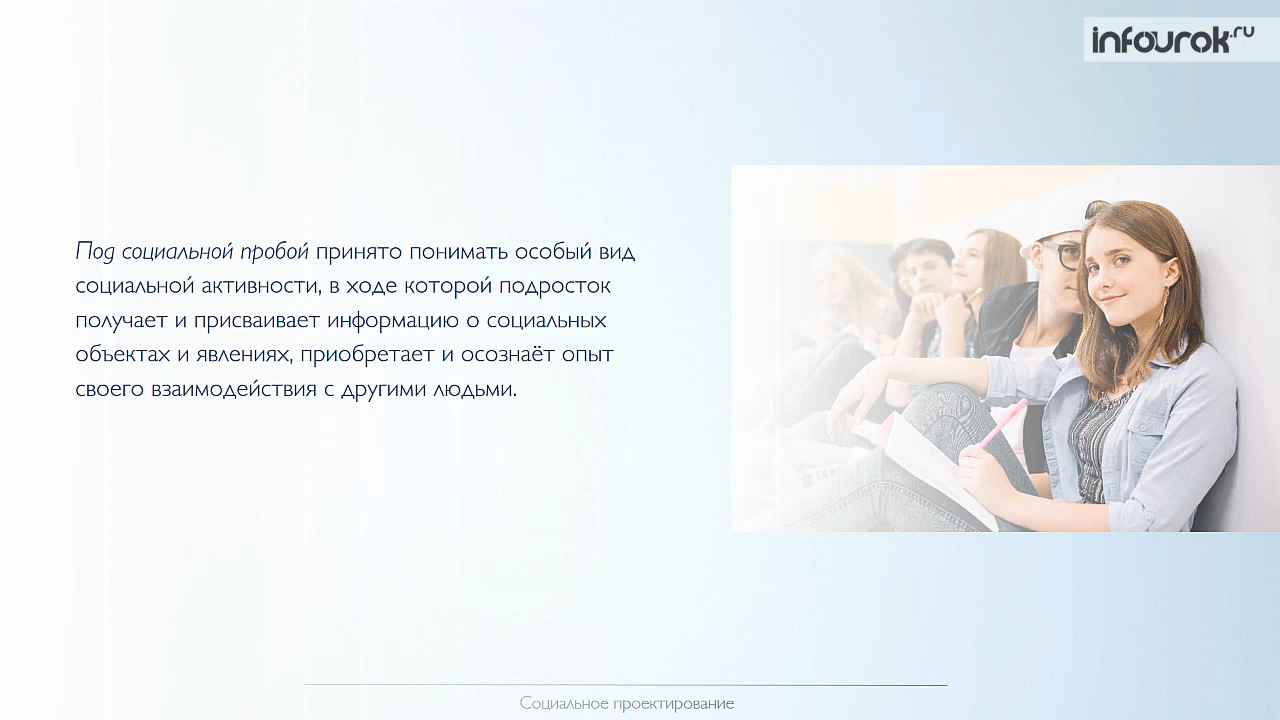 infourok.ru
Под социальной пробой принято понимать особый вид
социальной активности, в ходе которой подросток
получает и присваивает информацию о социальных
объектах и явлениях, приобретает и осознаёт опыт
своего взаимодействия с другими людьми.
Социальное проектирование